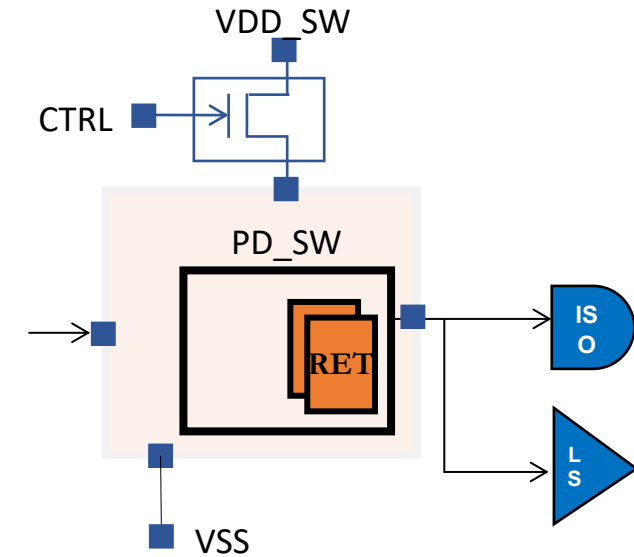 VDD_SW
CTRL
PD_SW
RET
IS
O
L
S
VSS